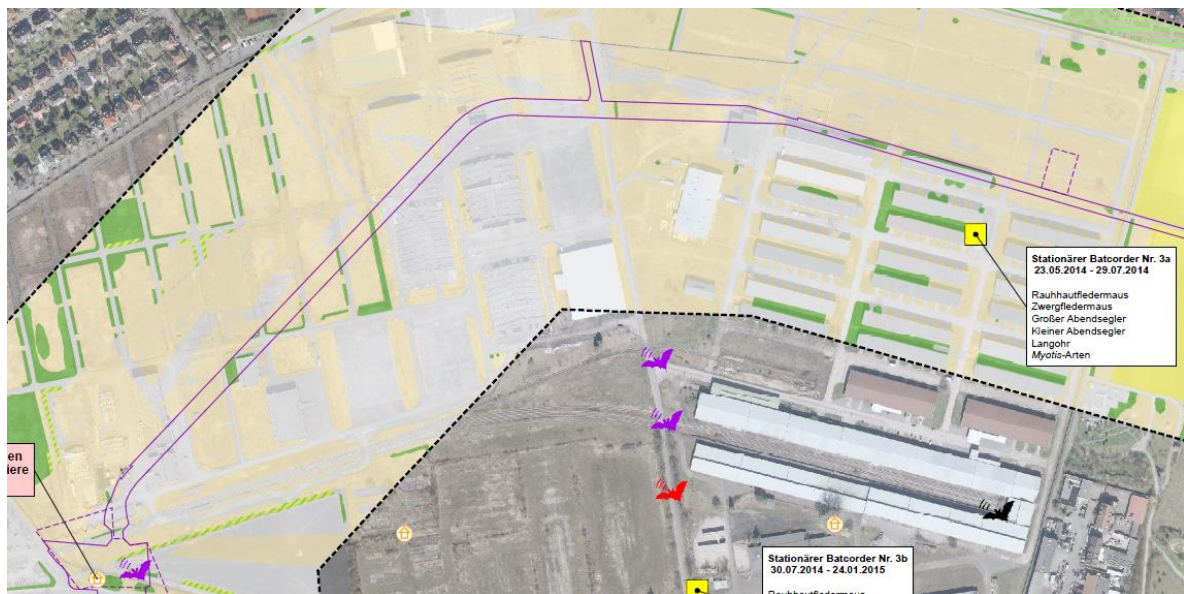 Stationärer Batcorder Nr. 3a
23.05.2014 - 29.07.2014
Rauhhautfledermaus
Zwergfledermaus
Großer Abendsegler
Kleiner Abendsegler
Langohr
Myotis-Arten
en
iere
Stationärer Batcorder Nr. 3b
30.07.2014 - 24.01.2015
Rauhhautfledermaus